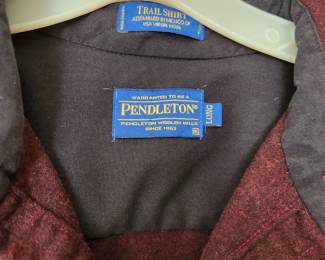 TRAIL SHIRT
ASSEMBLED IN MEXICO OF
USA VIRGIN WOOL
WARRANTED TO BE A
PENDLETON®
PENDLETON WOOLEN MILLS
SINCE 1863
LONG